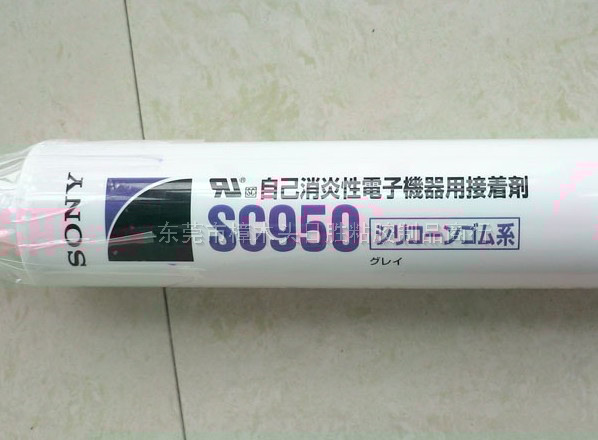 SONY
自己消炎性電子機器用接着剤
SC950 シリコーンゴム系
グレイ